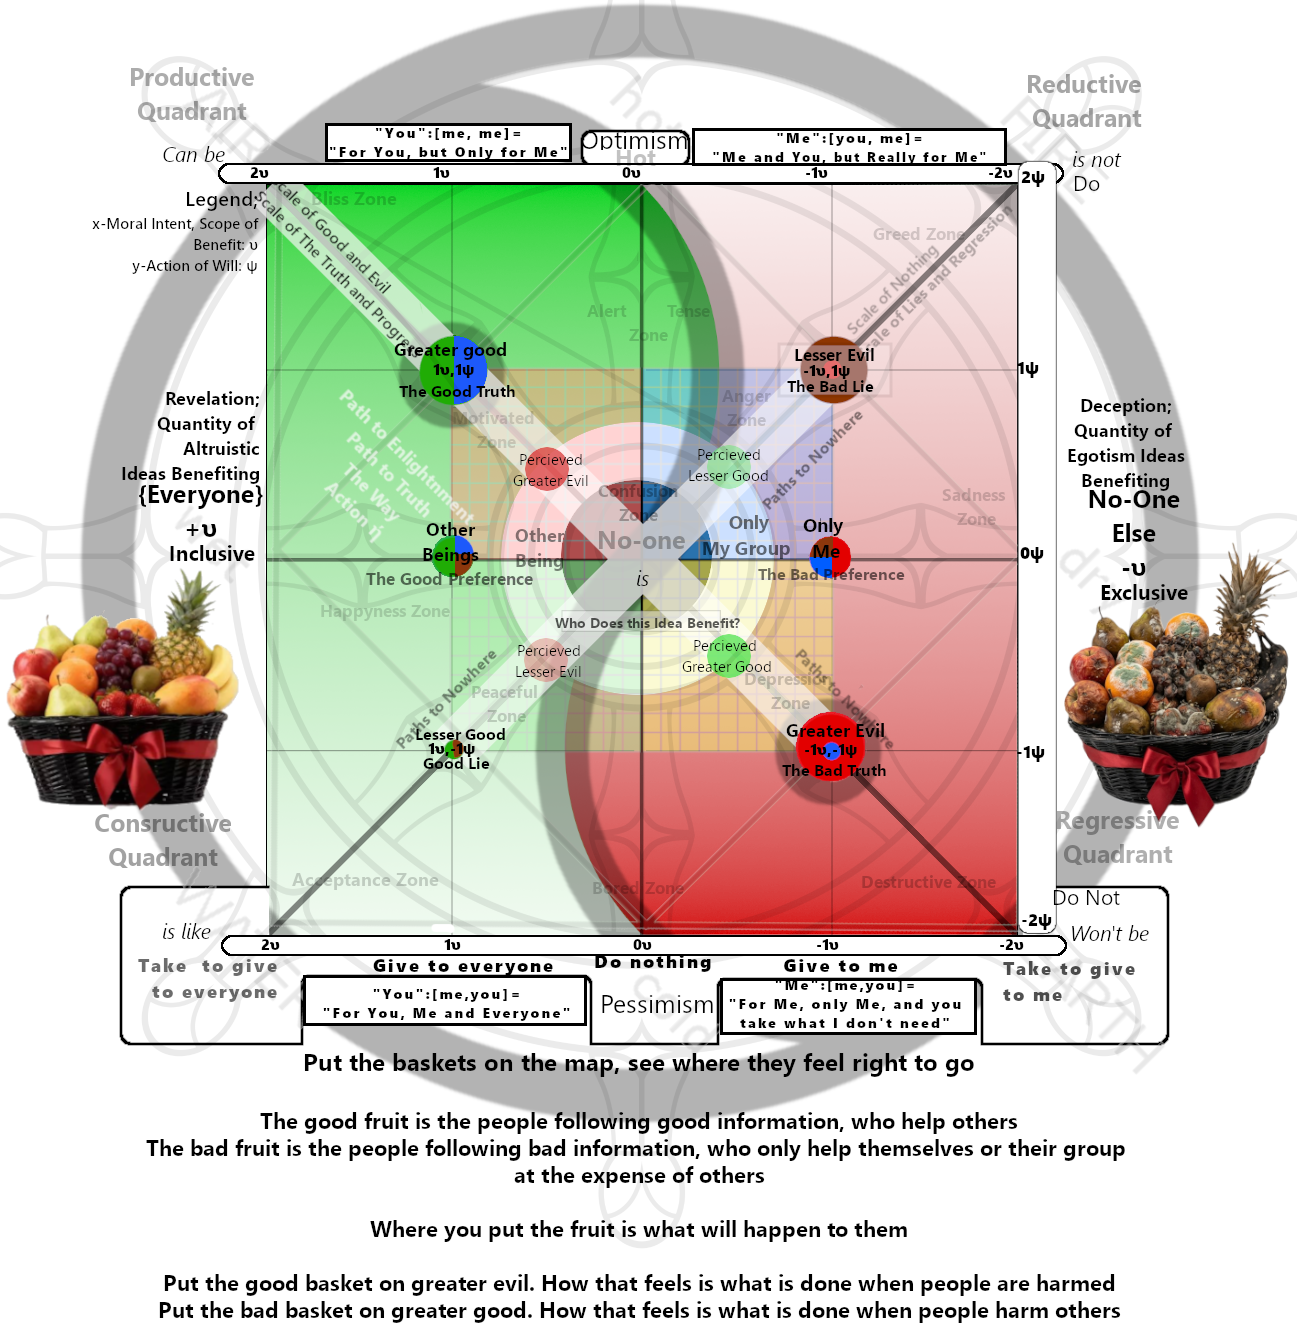 Productive
Quadrant
Reductive
Quadrant
hot
AIR
FIRE
Can be
"You":[me, me]=
"For You, but Only for Me"
Optimism
Hot
"Me":[you, me]=
"Me and You, but Really for Me"
is not
Do
2υ
1υ
0υ
-1υ
-2υ
2ψ
Legend;
x-Moral Intent, Scope of
Benefit: υ
y-Action of Will: ψ
Scale of Good and Evil
Scale of The Truth and Progress
Bliss Zone
Greed Zone
Scale of Nothing
Scale of Lies and Regression
Alert
Tense
Zone
Greater good
1υ,1ψ
The Good Truth
Lesser Evil
-1υ,1ψ
The Bad Lie
1ψ
Revelation;
Quantity of
Altruistic
Ideas Benefiting
{Everyone}
+υ
Inclusive
Path to Enlightnment
Path to Truth
The Way
Action
Motivated
Zone
Anger
Zone
Paths to Nowhere
Percieved
Greater Evil
Percieved
Lesser Good
Deception;
Quantity of
Egotism Ideas
Benefiting
No-One
Else
-υ
Exclusive
Sadness
Zone
Confusion
Zone
Other
Beings
The Good Preference
Other
Being
No-one
is
Only
My Group
Only
Me
The Bad Preference
0ψ
dry
Happyness Zone
Who Does this Idea Benefit?
Percieved
Lesser Evil
Percieved
Greater Good
Paths to Nowhere
Paths to Nowhere
Peaceful
Zone
Depression
Zone
Lesser Good
1υ,-1ψ
Good Lie
Greater Evil
-1υ,-1ψ
The Bad Truth
-1ψ
Consructive
Quadrant
Regressive
Quadrant
Acceptance Zone
Bored Zone
Destructive Zone
WATER
EARTH
cold
is like
Do Not
Won't be
-2ψ
2υ
1υ
0υ
-1υ
-2υ
Take to give
to everyone
Give to everyone
Do nothing
Give to me
Take to give
to me
"You":[me,you]=
"For You, Me and Everyone"
Pessimism
"Me":[me,you]=
"For Me, only Me, and you
take what I don't need"
Put the baskets on the map, see where they feel right to go
The good fruit is the people following good information, who help others
The bad fruit is the people following bad information, who only help themselves or their group
at the expense of others
Where you put the fruit is what will happen to them
Put the good basket on greater evil. How that feels is what is done when people are harmed
Put the bad basket on greater good. How that feels is what is done when people harm others